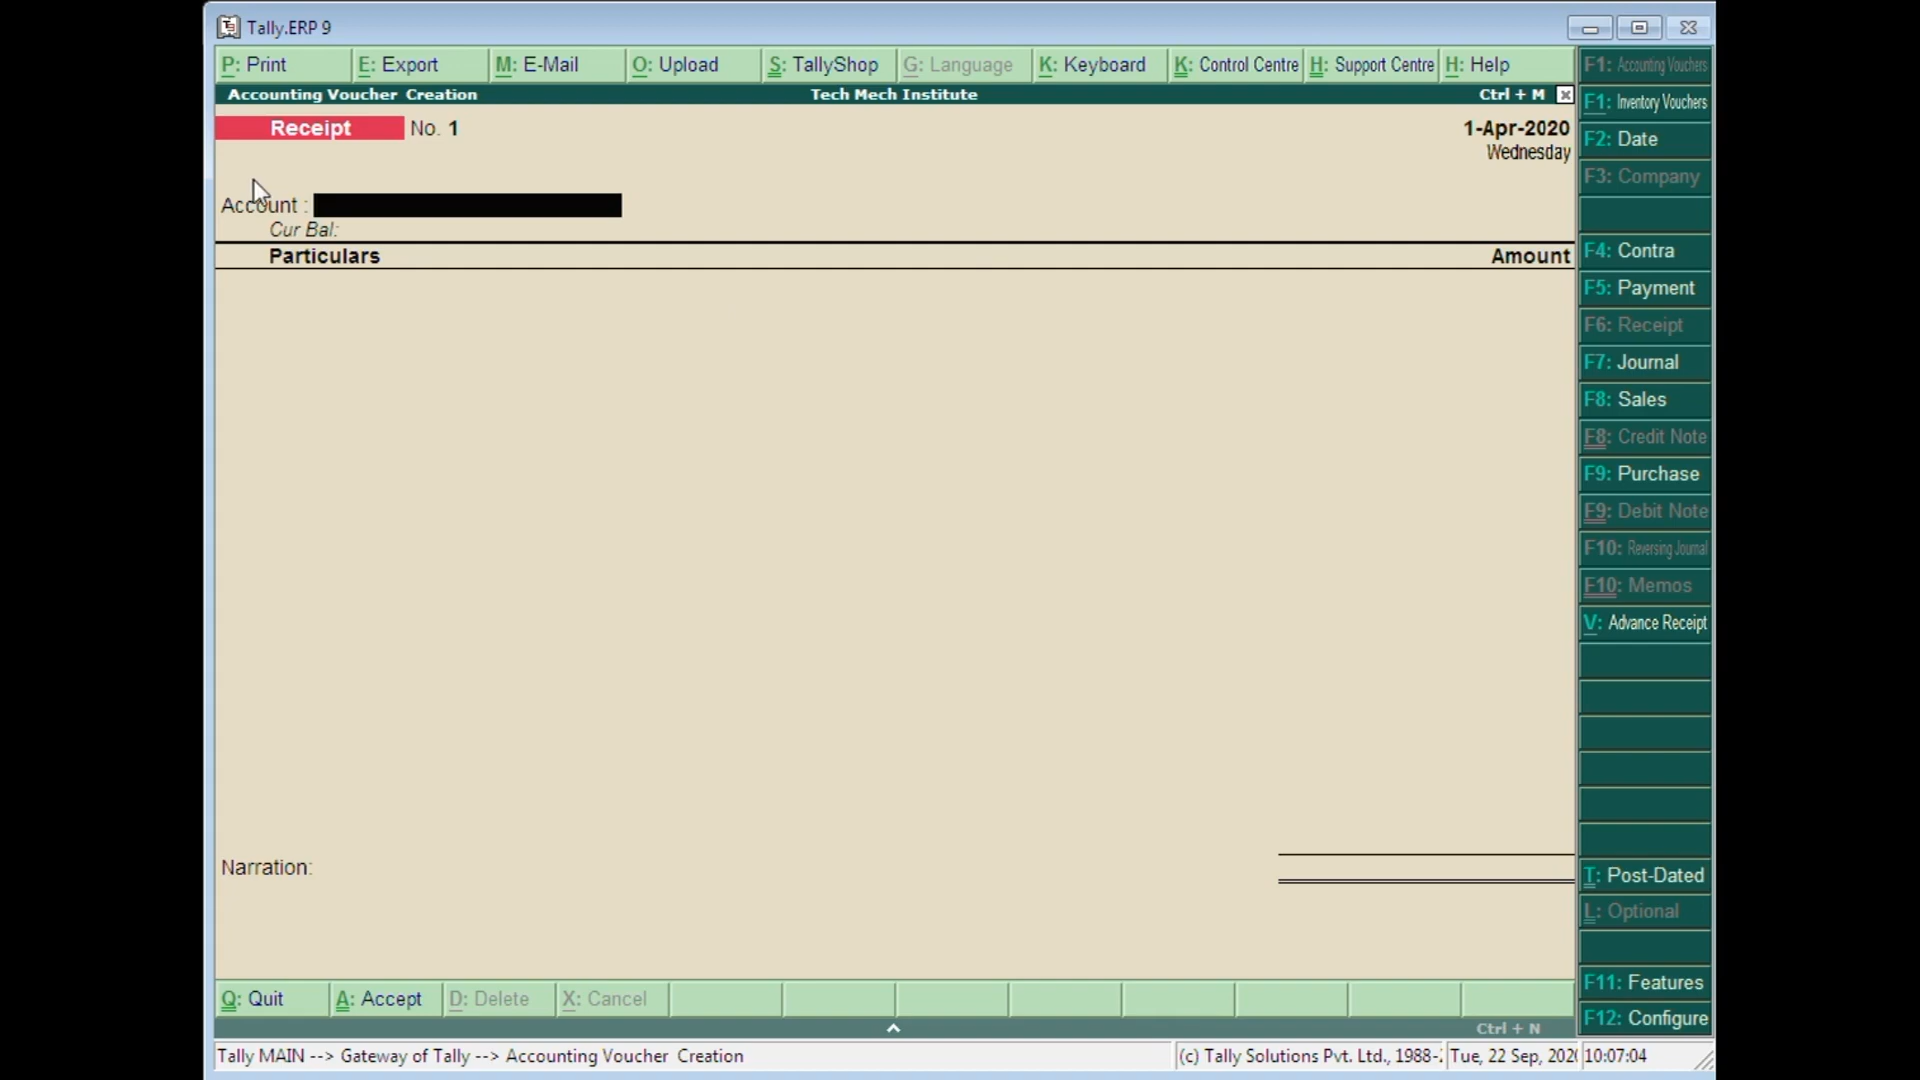 Tally.ERP 9
P: Print E: Export M: E-Mail O: Upload S: TallyShop G: Language K: Keyboard K: Control Centre H: Support Centre H: Help
Accounting Voucher Creation Tech Mech Institute Ctrl + M
Receipt No. 1 1-Apr-2020
Wednesday
Account :
Cur Bal:
Particulars Amount
Narration:
F1: Accounting Vouchers
F1: Inventory Vouchers
F2: Date
F3: Company
F4: Contra
F5: Payment
F6: Receipt
F7: Journal
F8: Sales
F8: Credit Note
F9: Purchase
F9: Debit Note
F10: Reversing Journal
F10: Memos
V: Advance Receipt
T: Post-Dated
L: Optional
F11: Features
F12: Configure
Q: Quit A: Accept D: Delete X: Cancel
Ctrl + N
Tally MAIN --> Gateway of Tally --> Accounting Voucher Creation (c) Tally Solutions Pvt. Ltd., 1988- Tue, 22 Sep, 10:07:04